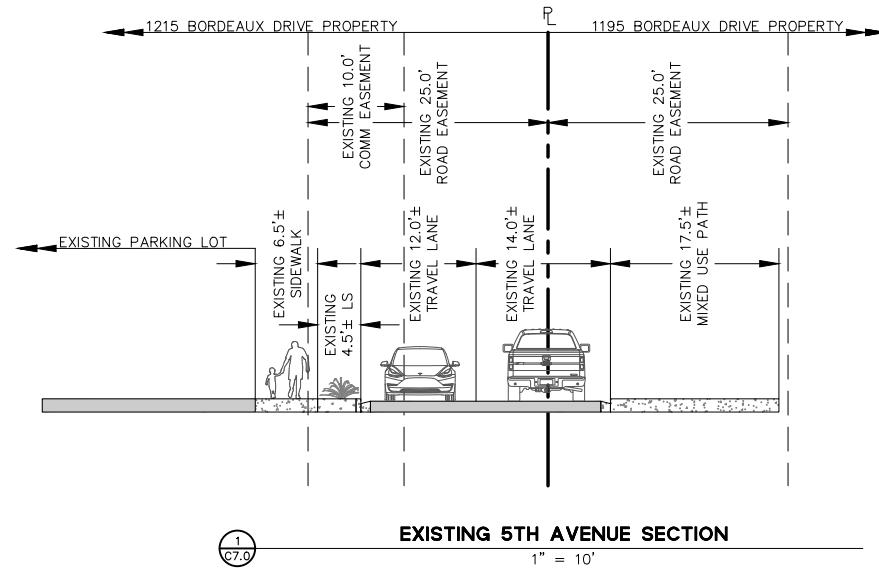 1215 BORDEAUX DRIVE PROPERTY
PL
1195 BORDEAUX DRIVE PROPERTY
EXISTING 10.0'
COMM EASEMENT
EXISTING 25.0'
ROAD EASEMENT
EXISTING 25.0'
ROAD EASEMENT
EXISTING PARKING LOT
EXISTING 6.5'±
SIDEWALK
EXISTING
4.5'± LS
EXISTING 12.0'±
TRAVEL LANE
EXISTING 14.0'±
TRAVEL LANE
EXISTING 17.5'±
MIXED USE PATH
1
C7.0
EXISTING 5TH AVENUE SECTION
1" = 10'